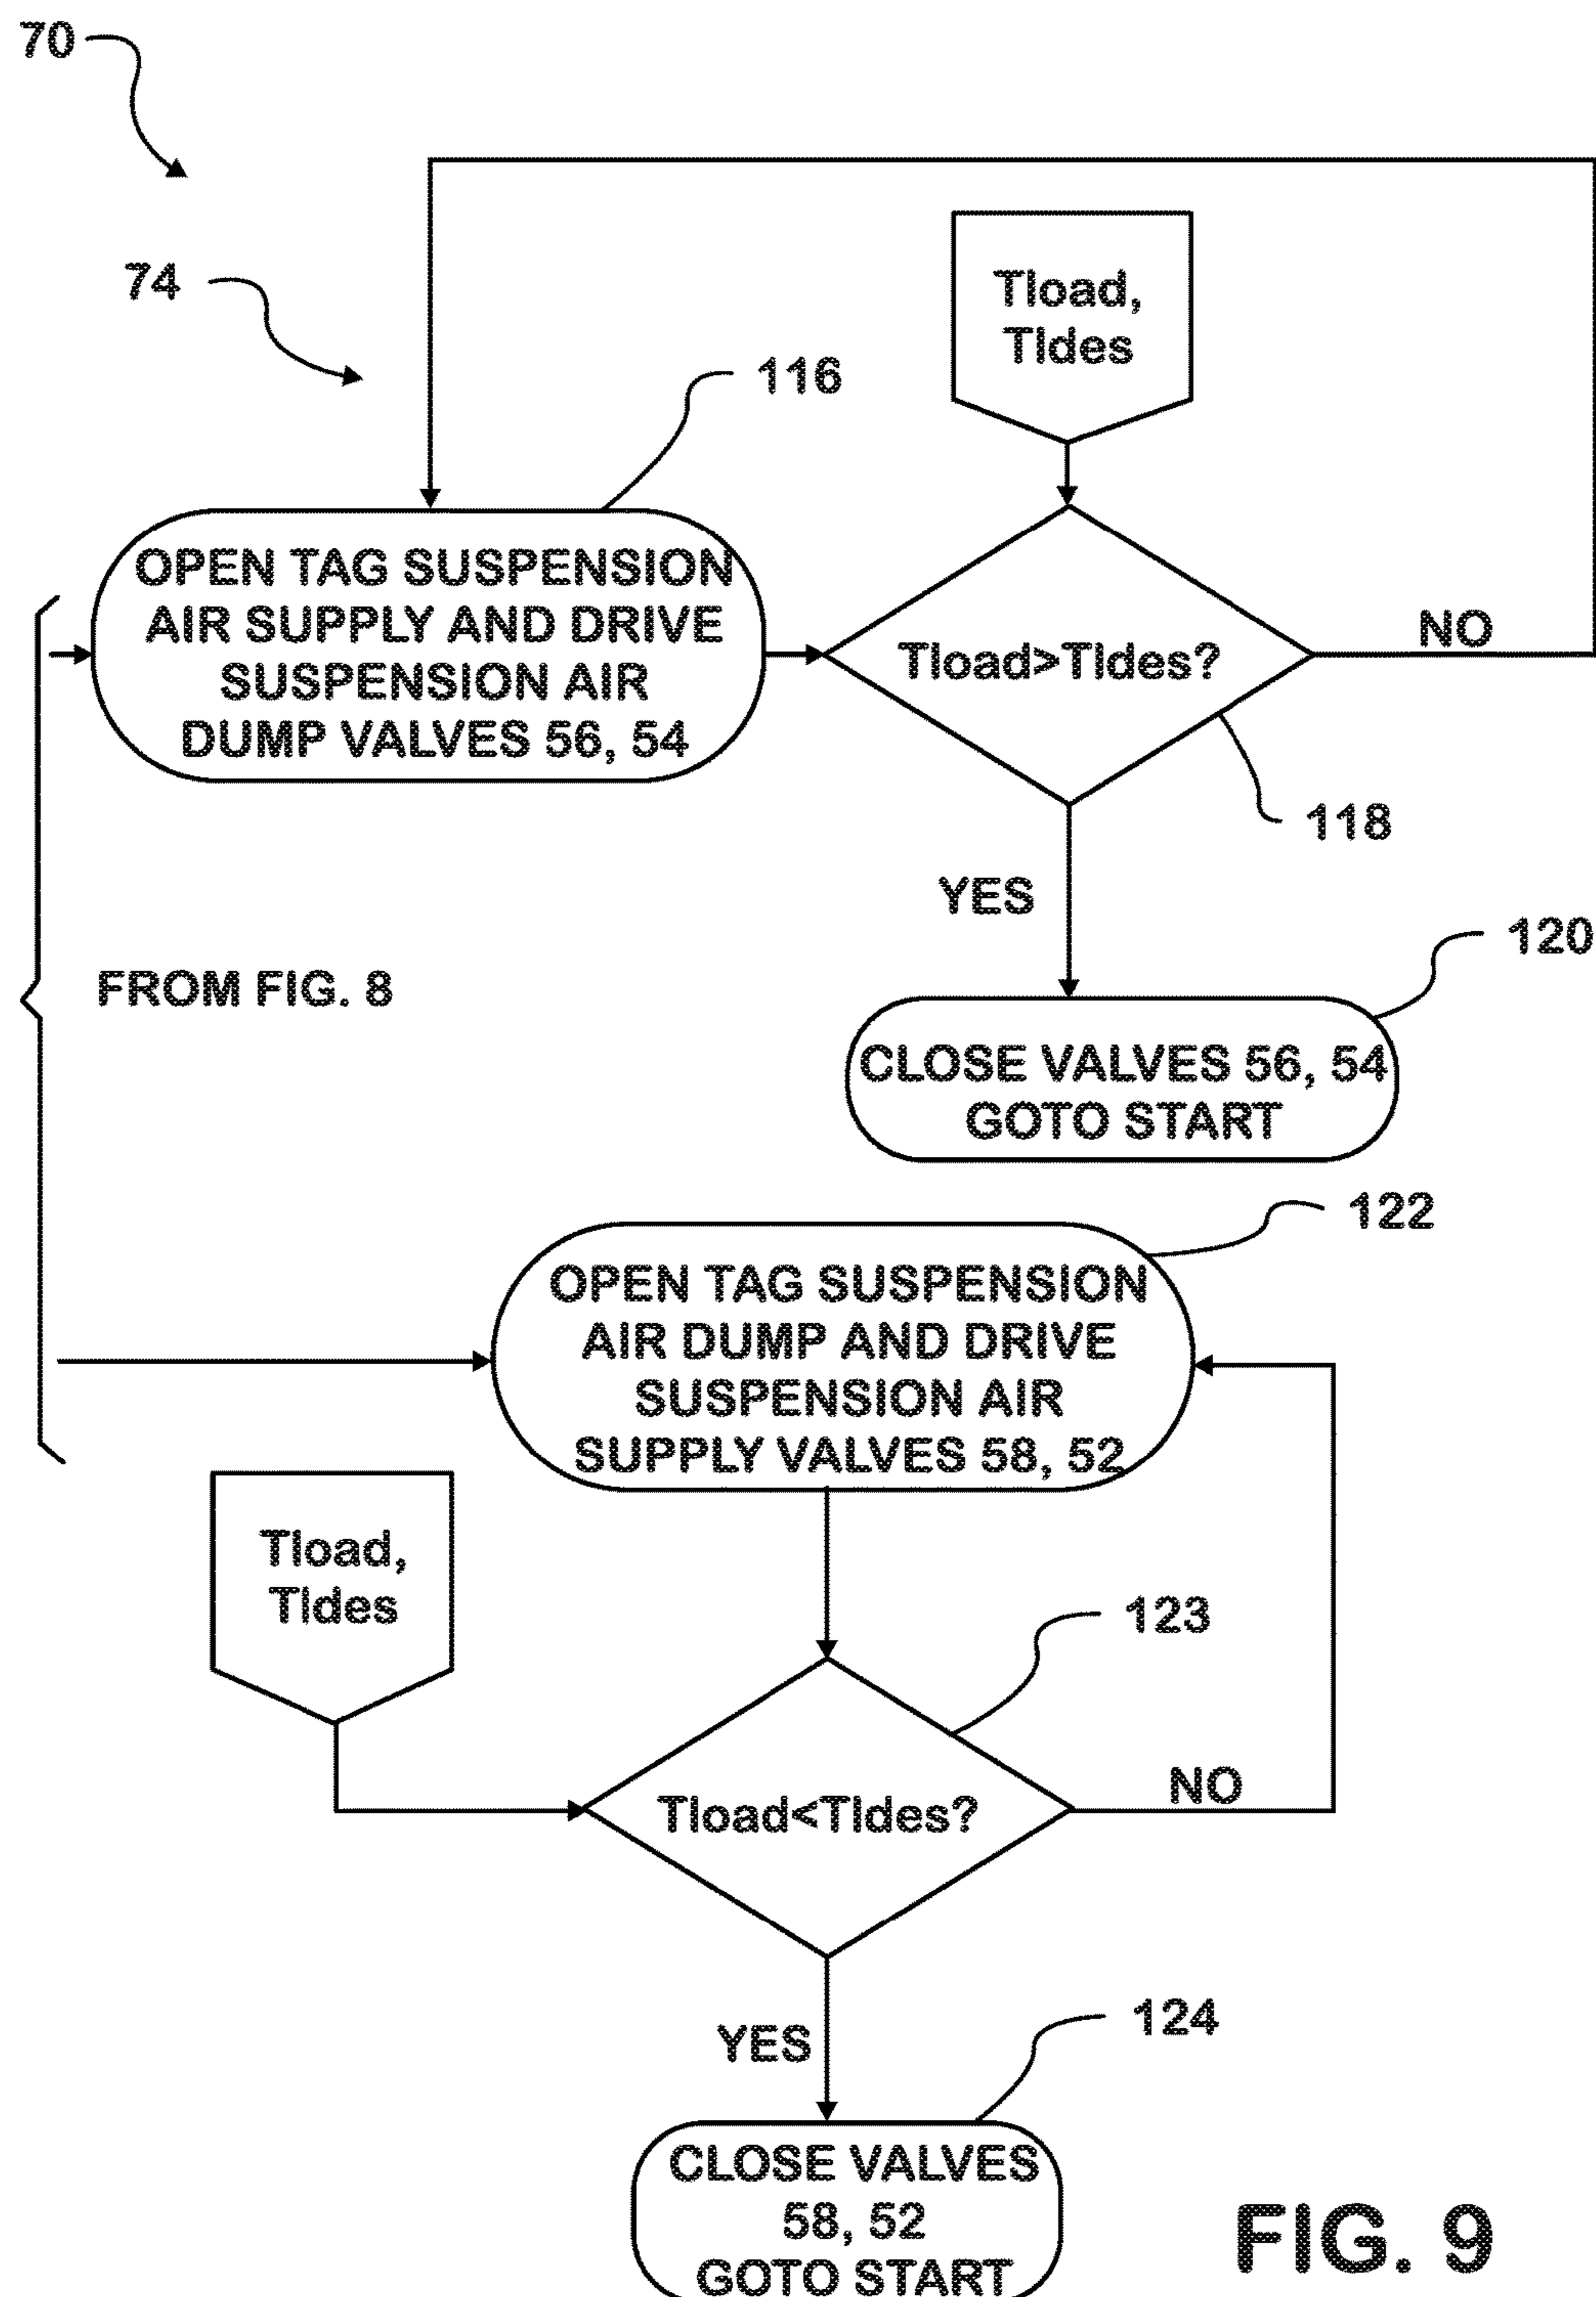 70
74
Tload,
Tldes
116
OPEN TAG SUSPENSION
AIR SUPPLY AND DRIVE
SUSPENSION AIR
DUMP VALVES 56, 54
Tload>Tldes?
NO
118
YES
120
FROM FIG. 8
CLOSE VALVES 56, 54
GOTO START
122
OPEN TAG SUSPENSION
AIR DUMP AND DRIVE
SUSPENSION AIR
SUPPLY VALVES 58, 52
Tload,
Tldes
123
Tload<Tldes?
NO
YES
124
CLOSE VALVES
58, 52
GOTO START
FIG. 9